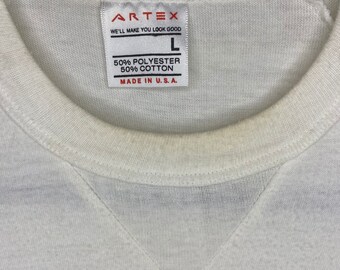 ARTEX
WE'LL MAKE YOU LOOK GOOD
L
50% POLYESTER
50% COTTON
MADE IN U.S.A.